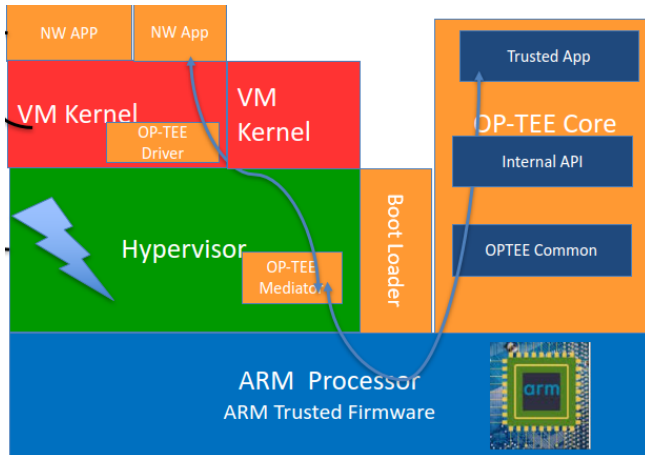 NW APP
NW App
VM Kernel
OP-TEE
Driver
VM
Kernel
Hypervisor
OP-TEE
Mediator
Boot Loader
OP-TEE Core
Trusted App
Internal API
OPTEE Common
ARM Processor
ARM Trusted Firmware
arm